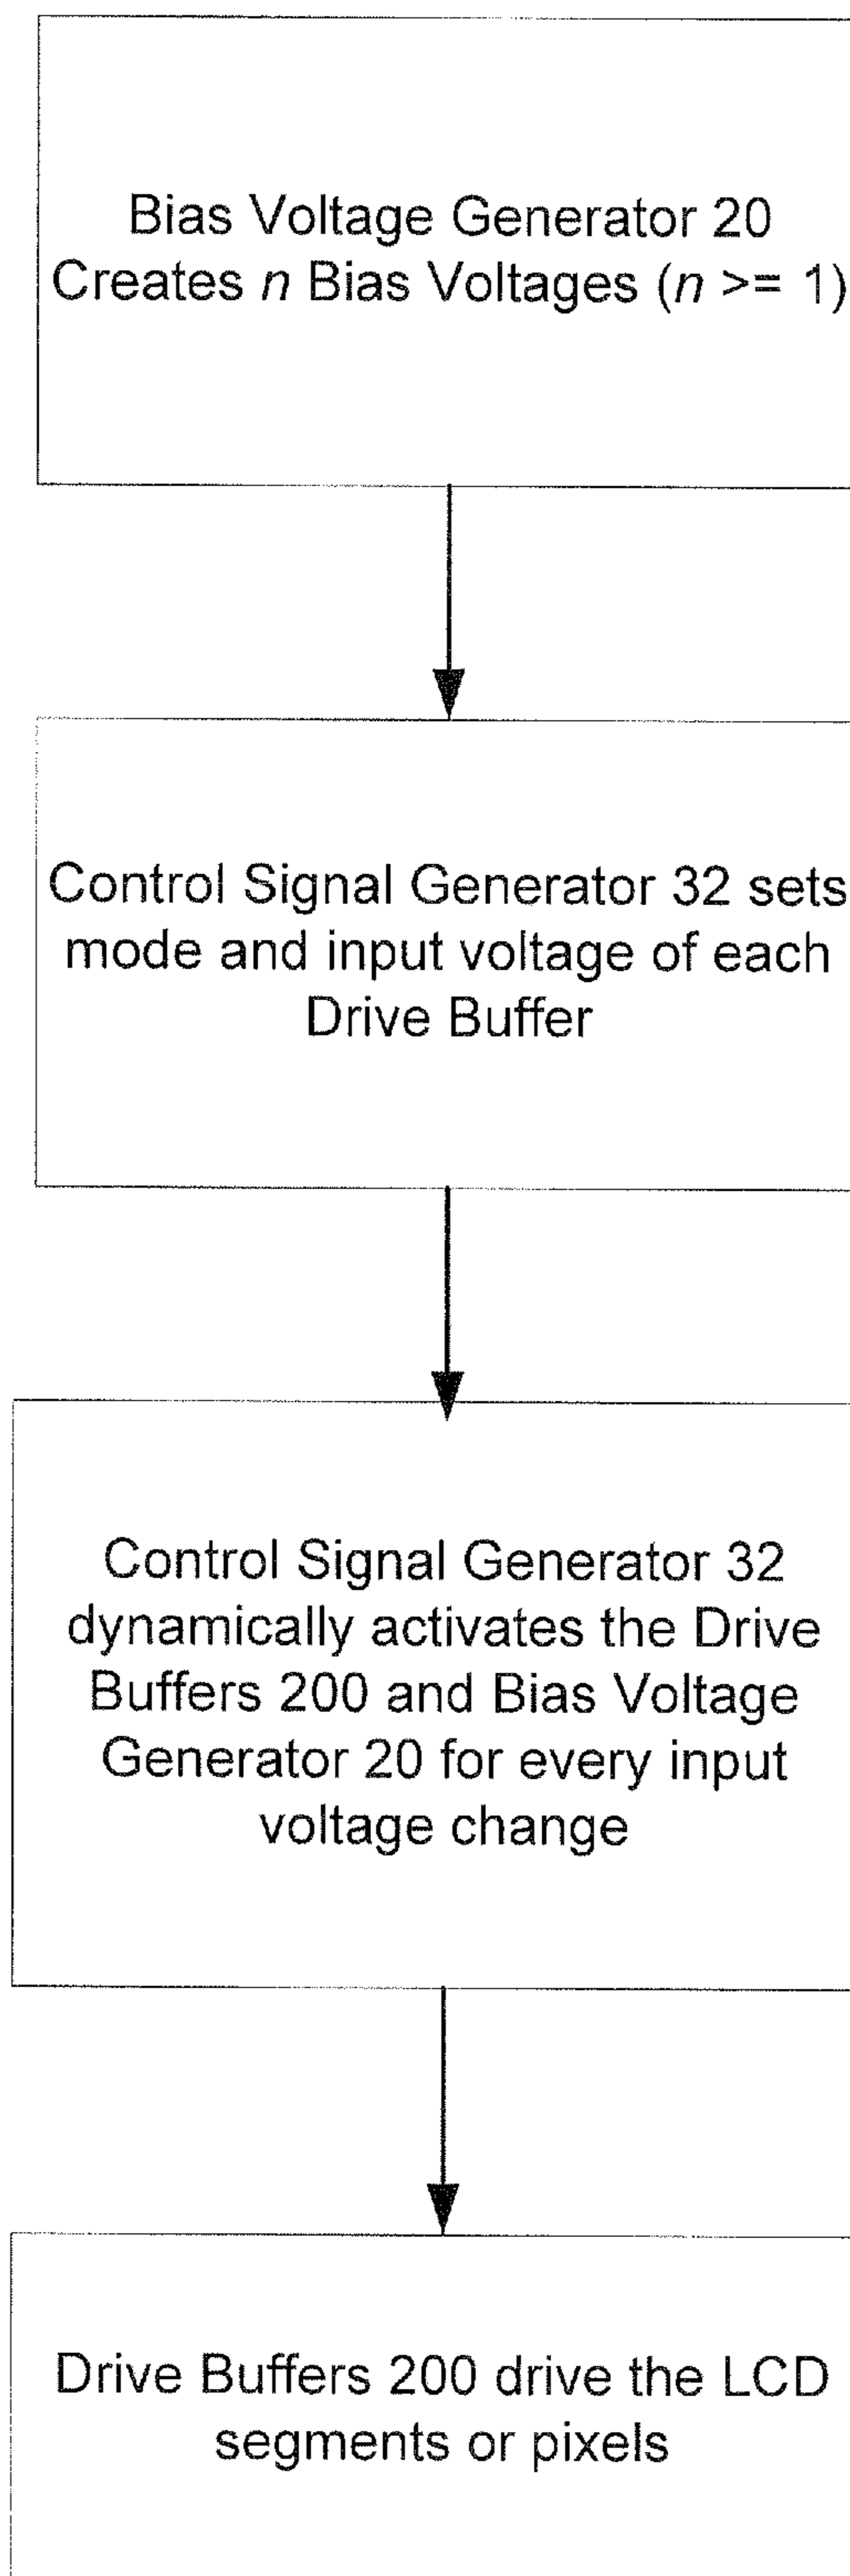 Bias Voltage Generator 20
Creates n Bias Voltages (n >= 1)
Control Signal Generator 32 sets
mode and input voltage of each
Drive Buffer
Control Signal Generator 32
dynamically activates the Drive
Buffers 200 and Bias Voltage
Generator 20 for every input
voltage change
Drive Buffers 200 drive the LCD
segments or pixels